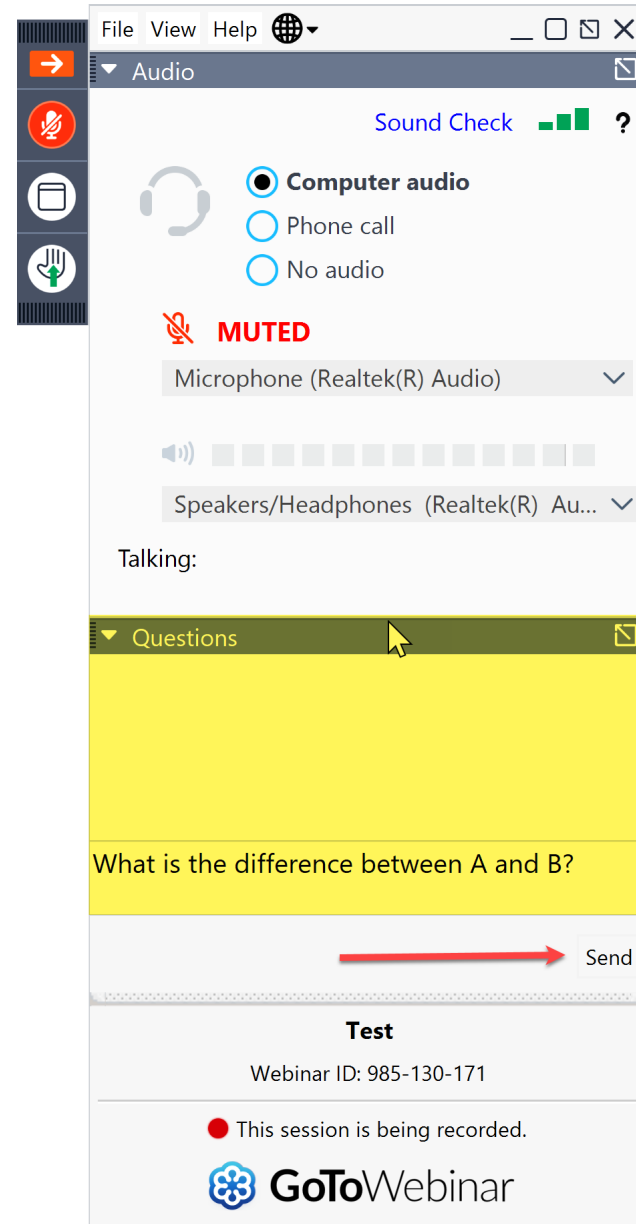 File View Help
Audio
Sound Check ?
Computer audio
Phone call
No audio
MUTED
Microphone (Realtek(R) Audio)
Speakers/Headphones (Realtek(R) Au...
Talking:
Questions
What is the difference between A and B?
Send
Test
Webinar ID: 985-130-171
This session is being recorded.
GoToWebinar